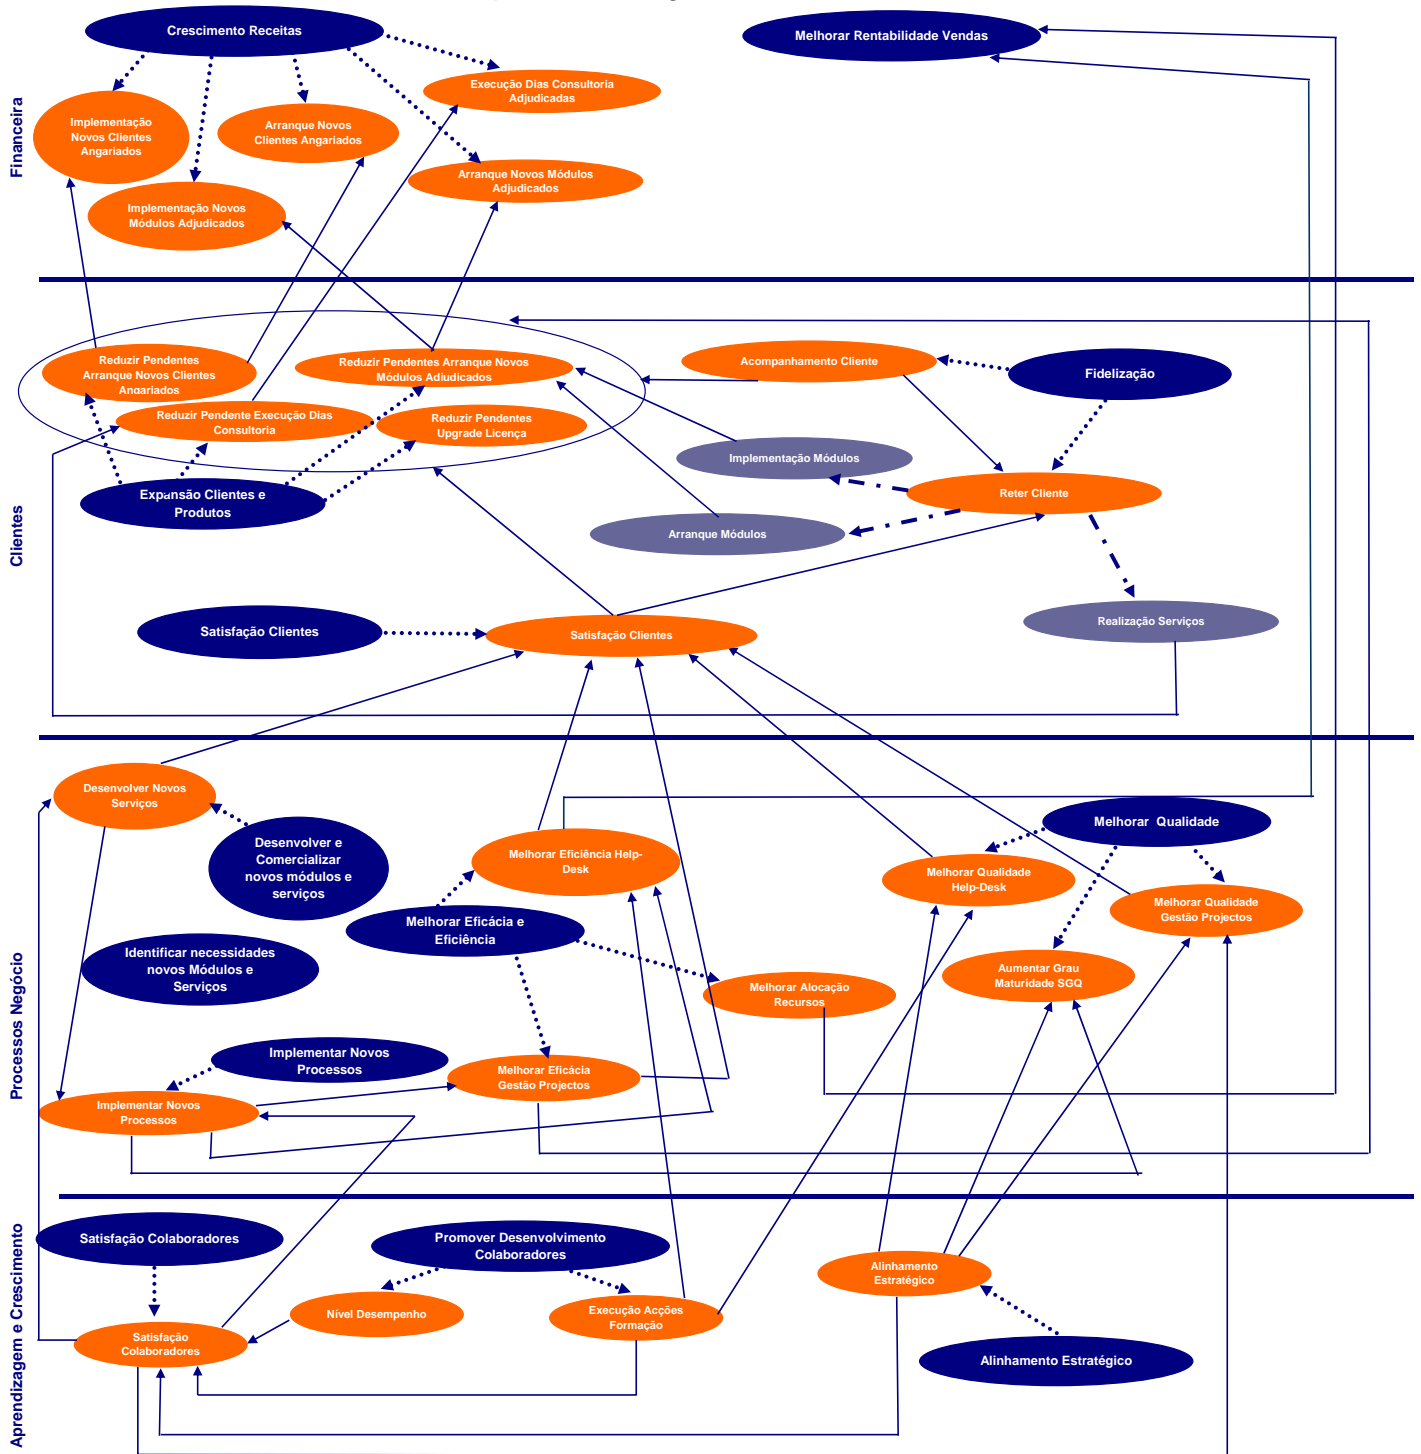 Crescimento Receitas
Melhorar Rentabilidade Vendas
Financeira
Execução Dias Consultoria
Adjudicadas
Implementação
Novos Clientes
Angariados
Arranque Novos
Clientes Angariados
Arranque Novos Módulos
Adjudicados
Implementação Novos
Módulos Adjudicados
Clientes
Reduzir Pendentes
Arranque Novos Clientes
Angariados
Reduzir Pendentes Arranque Novos
Módulos Adjudicados
Acompanhamento Cliente
Fidelização
Reduzir Pendente Execução Dias
Consultoria
Reduzir Pendentes
Upgrade Licença
Implementação Módulos
Expansão Clientes e
Produtos
Reter Cliente
Arranque Módulos
Satisfação Clientes
Satisfação Clientes
Realização Serviços
Processos Negócio
Desenvolver Novos
Serviços
Desenvolver e
Comercializar
novos módulos e
serviços
Melhorar Eficiência Help-
Desk
Melhorar  Qualidade
Melhorar Qualidade
Help-Desk
Melhorar Qualidade
Gestão Projectos
Melhorar Eficácia e
Eficiência
Identificar necessidades
novos Módulos e
Serviços
Melhorar Alocação
Recursos
Aumentar Grau
Maturidade SGQ
Implementar Novos
Processos
Melhorar Eficácia
Gestão Projectos
Implementar Novos
Processos
Aprendizagem e Crescimento
Satisfação Colaboradores
Promover Desenvolvimento
Colaboradores
Alinhamento
Estratégico
Nível Desempenho
Execução Acções
Formação
Satisfação
Colaboradores
Alinhamento Estratégico